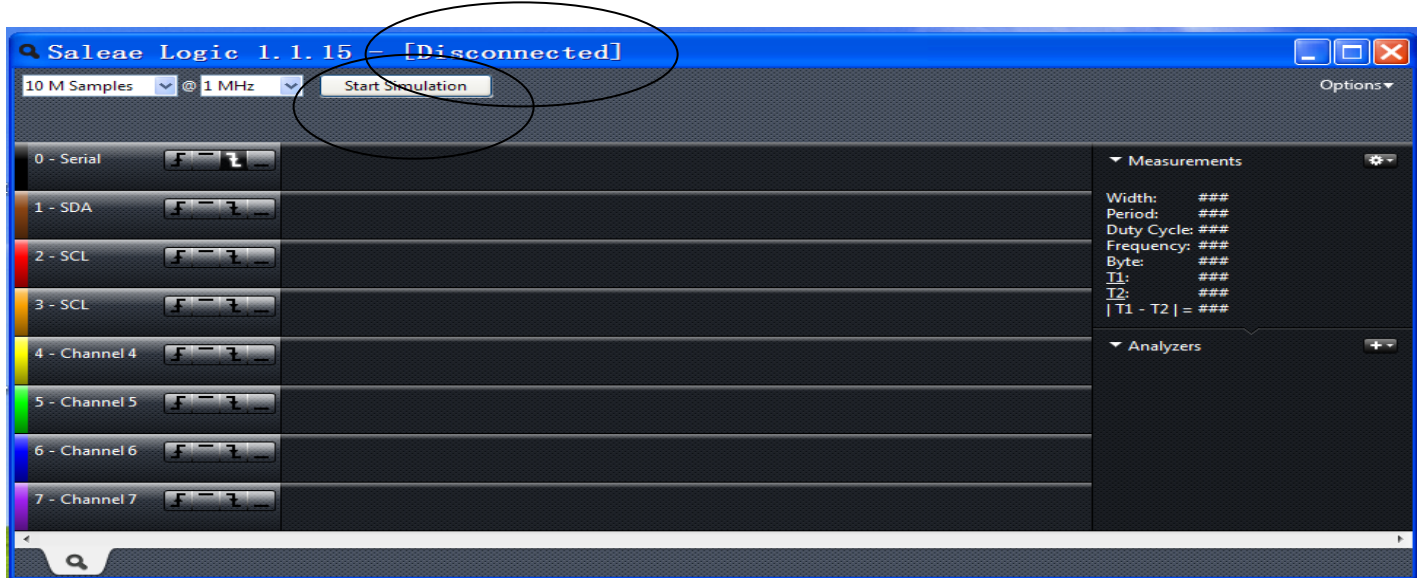 Saleae Logic 1.1.15 - [Disconnected]
10 M Samples @ 1 MHz Start Simulation Options
0 - Serial
1 - SDA
2 - SCL
3 - SCL
4 - Channel 4
5 - Channel 5
6 - Channel 6
7 - Channel 7
Measurements
Width: ###
Period: ###
Duty Cycle: ###
Frequency: ###
Byte: ###
T1: ###
T2: ###
| T1 - T2 | = ###
Analyzers